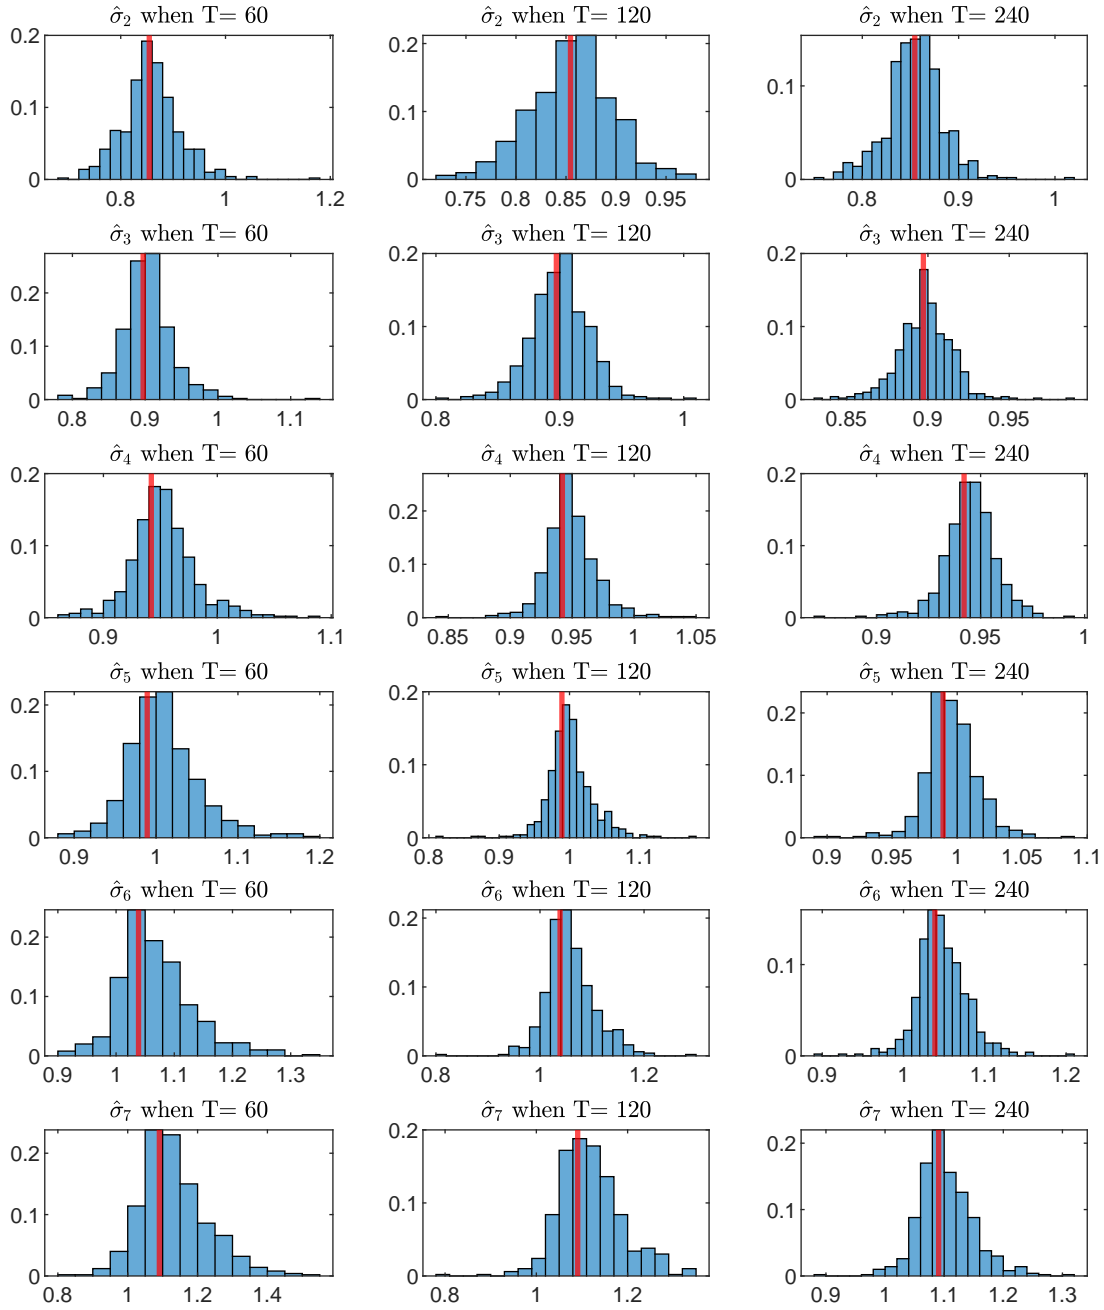 σ̂₂ when T= 60 σ̂₂ when T= 120 σ̂₂ when T= 240
0.2 0.2
0.1 0.1 0.1
0 0 0
0.8 1 1.2 0.75 0.8 0.85 0.9 0.95 0.8 0.9 1
σ̂₃ when T= 60 σ̂₃ when T= 120 σ̂₃ when T= 240
0.2 0.2 0.2
0.1 0.1 0.1
0 0 0
0.8 0.9 1 1.1 0.8 0.9 1 0.85 0.9 0.95
σ̂₄ when T= 60 σ̂₄ when T= 120 σ̂₄ when T= 240
0.2 0.2 0.2
0.1 0.1 0.1
0 0 0
0.9 1 1.1 0.85 0.9 0.95 1 1.05 0.9 0.95 1
σ̂₅ when T= 60 σ̂₅ when T= 120 σ̂₅ when T= 240
0.2 0.2 0.2
0.1 0.1 0.1
0 0 0
0.9 1 1.1 1.2 0.8 0.9 1 1.1 0.9 0.95 1 1.05 1.1
σ̂₆ when T= 60 σ̂₆ when T= 120 σ̂₆ when T= 240
0.2 0.2
0.1 0.1 0.1
0 0 0
0.9 1 1.1 1.2 1.3 0.8 1 1.2 0.9 1 1.1 1.2
σ̂₇ when T= 60 σ̂₇ when T= 120 σ̂₇ when T= 240
0.2 0.2 0.2
0.1 0.1 0.1
0 0 0
0.8 1 1.2 1.4 0.8 1 1.2 0.9 1 1.1 1.2 1.3